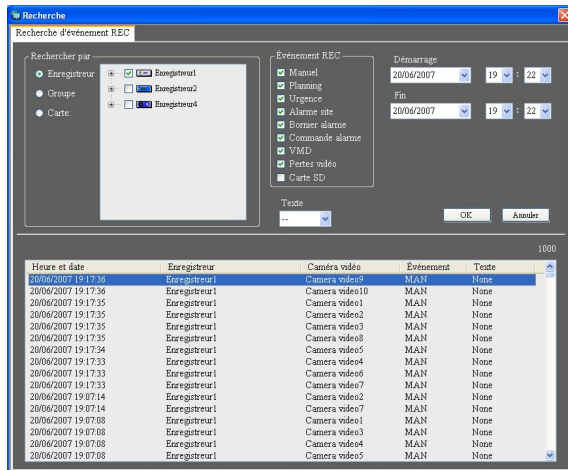 Recherche
Recherche d'événement REC
Rechercher par
Enregistreur
Groupe
Carte:
Enregistreur1
Enregistreur2
Enregistreur4
Événement REC
Manuel
Planning
Urgence
Alarme site
Bornier alarme
Commande alarme
VMD
Pertes vidéo
Carte SD
Texte
--
Démarrage
20/06/2007 19 : 22
Fin
20/06/2007 19 : 22
OK Annuler
1000
Heure et date Enregistreur Caméra vidéo Événement Texte
20/06/2007 19:17:36 Enregistreur1 Camera video9 MAN None
20/06/2007 19:17:36 Enregistreur1 Camera video10 MAN None
20/06/2007 19:17:35 Enregistreur1 Camera video1 MAN None
20/06/2007 19:17:35 Enregistreur1 Camera video2 MAN None
20/06/2007 19:17:35 Enregistreur1 Camera video3 MAN None
20/06/2007 19:17:35 Enregistreur1 Camera video8 MAN None
20/06/2007 19:17:34 Enregistreur1 Camera video5 MAN None
20/06/2007 19:17:33 Enregistreur1 Camera video4 MAN None
20/06/2007 19:17:33 Enregistreur1 Camera video6 MAN None
20/06/2007 19:17:33 Enregistreur1 Camera video7 MAN None
20/06/2007 19:07:14 Enregistreur1 Camera video2 MAN None
20/06/2007 19:07:14 Enregistreur1 Camera video7 MAN None
20/06/2007 19:07:08 Enregistreur1 Camera video1 MAN None
20/06/2007 19:07:08 Enregistreur1 Camera video3 MAN None
20/06/2007 19:07:08 Enregistreur1 Camera video4 MAN None
20/06/2007 19:07:08 Enregistreur1 Camera video5 MAN None